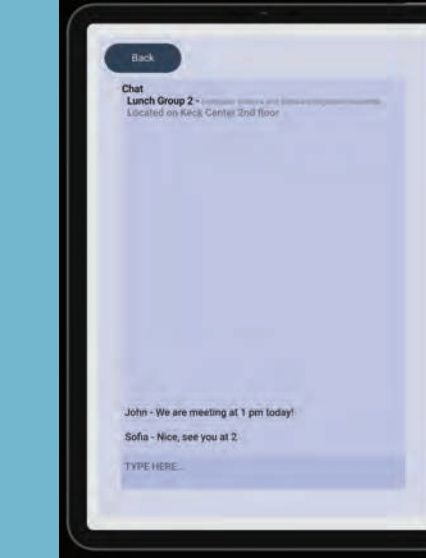 Back
Chat
Lunch Group 2 -
Located on Keck Center 2nd floor
John - We are meeting at 1 pm today!
Sofia - Nice, see you at 2
TYPE HERE...